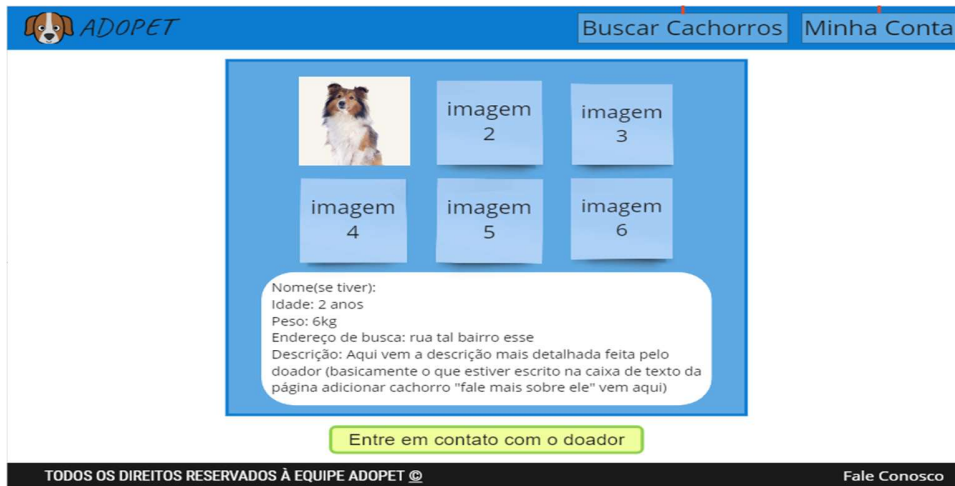 ADOPET
Buscar Cachorros
Minha Conta
imagem
2
imagem
3
imagem
4
imagem
5
imagem
6
Nome(se tiver):
Idade: 2 anos
Peso: 6kg
Endereço de busca: rua tal bairro esse
Descrição: Aqui vem a descrição mais detalhada feita pelo
doador (basicamente o que estiver escrito na caixa de texto da
página adicionar cachorro "fale mais sobre ele" vem aqui)
Entre em contato com o doador
TODOS OS DIREITOS RESERVADOS À EQUIPE ADOPET ©
Fale Conosco